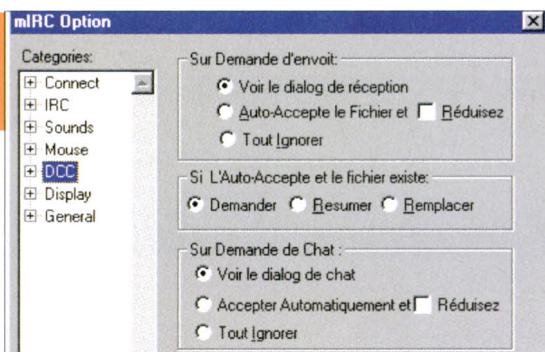 mIRC Option
Categories:
Connect
IRC
Sounds
Mouse
DCC
Display
General
Sur Demande d'envoit:
Voir le dialog de réception
Auto-Accepte le Fichier et Réduisez
Tout Ignorer
Si L'Auto-Accepte et le fichier existe:
Demander Resumer Remplacer
Sur Demande de Chat :
Voir le dialog de chat
Accepter Automatiquement et Réduisez
Tout Ignorer